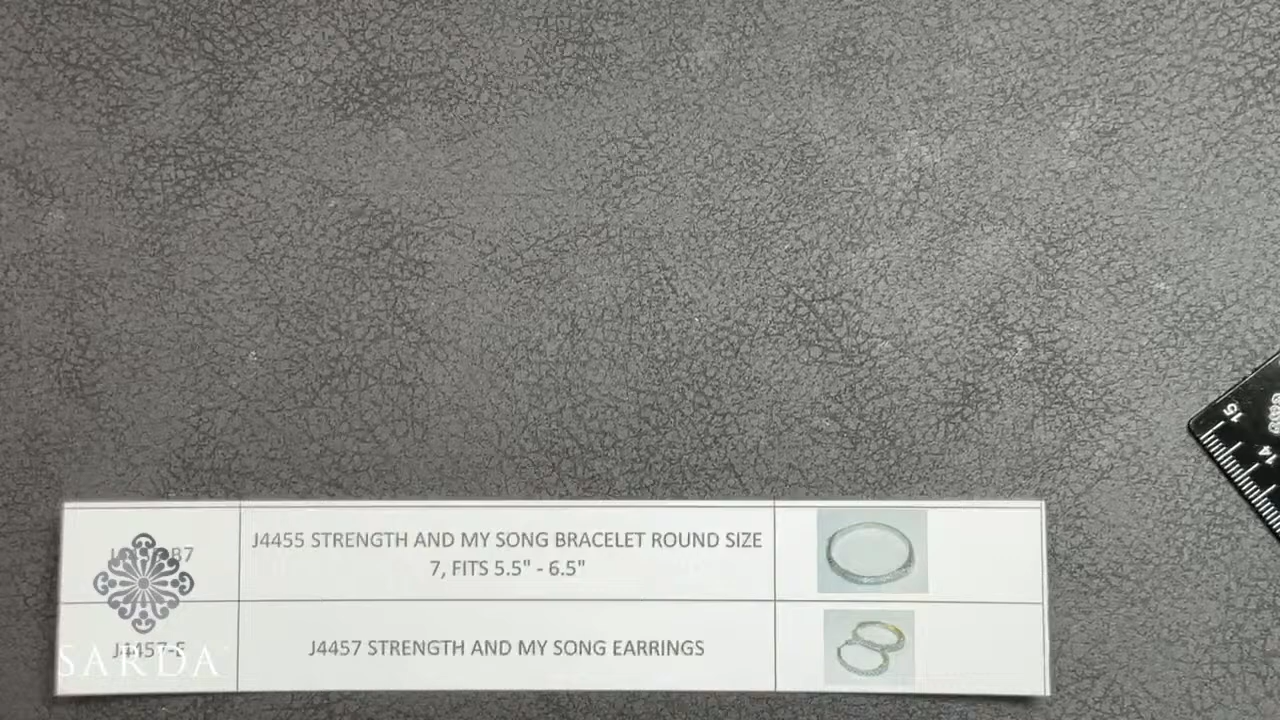 J4455 STRENGTH AND MY SONG BRACELET ROUND SIZE
7, FITS 5.5" - 6.5"
J4457-E
J4457 STRENGTH AND MY SONG EARRINGS
SARDA
15
14